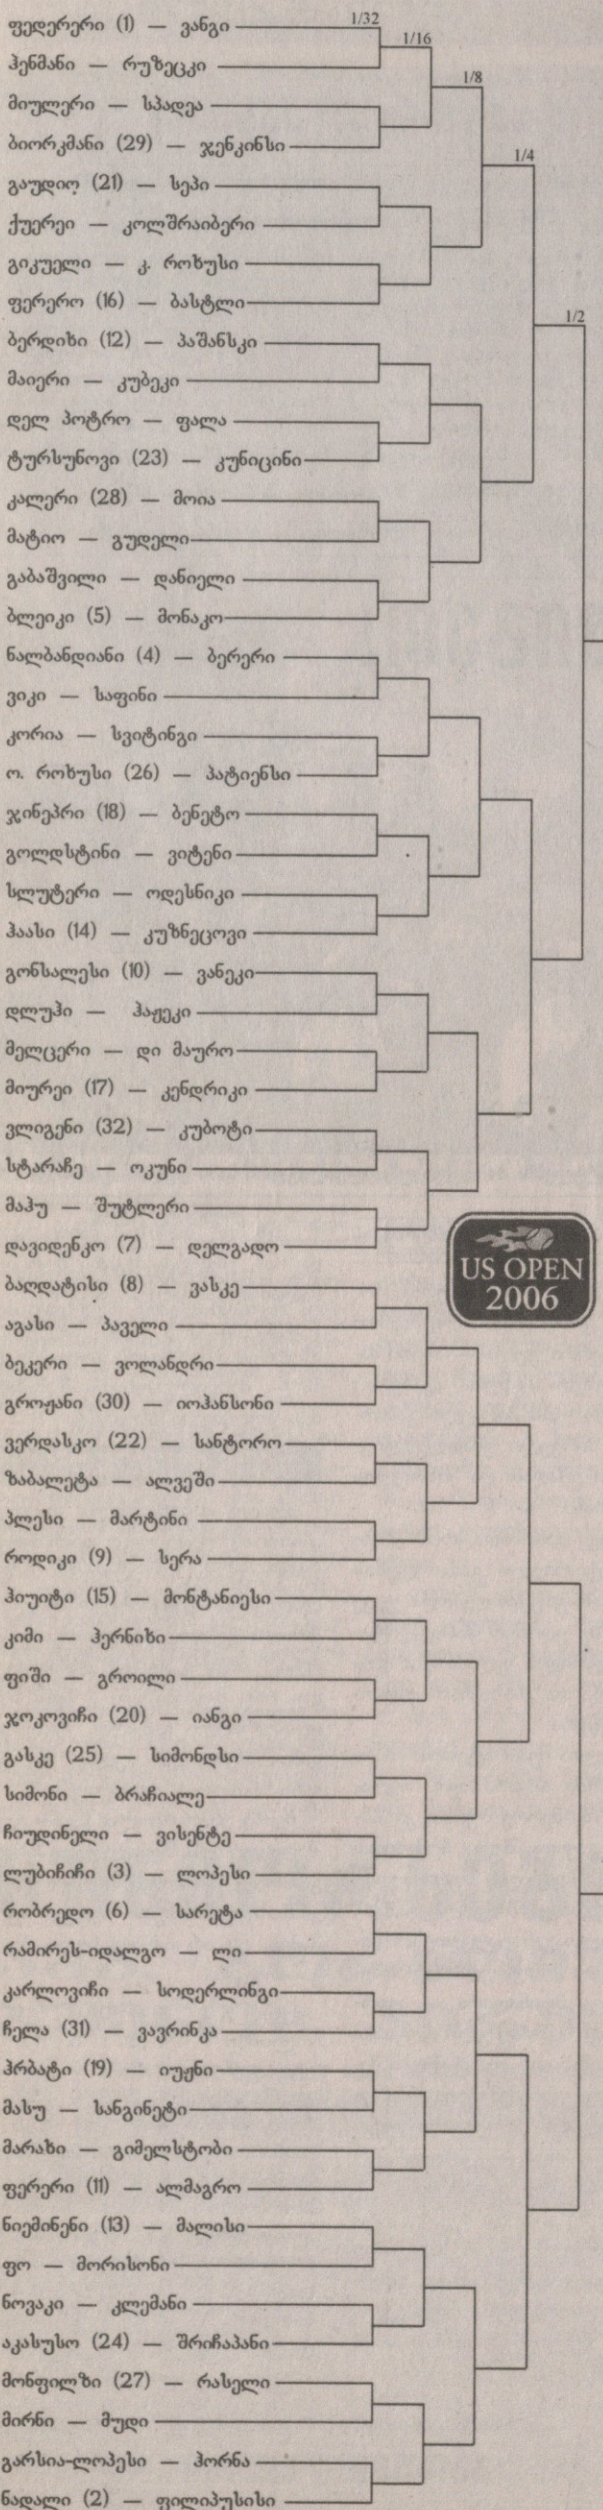 ფედერერი (1) — ვანგი
1/32
ჰენმანი — რუზეცკი
1/16
მიულერი — სპადეა
1/8
ბიორკმანი (29) — ჯენკინსი
1/4
გაუდიო (21) — სეპი
ქუერეი — კოლშრაიბერი
გიკუელი — კ. როხუსი
ფერერო (16) — ბასტლი
1/2
ბერდიხი (12) — პაშანსკი
მაიერი — კუბეკი
დელ პოტრო — ფალა
ტურსუნოვი (23) — კუნიცინი
კალერი (28) — მოია
მატიო — გუდელი
გაბაშვილი — დანიელი
ბლეიკი (5) — მონაკო
ნალბანდიანი (4) — ბერერი
ვიკი — საფინი
კორია — სვიტინგი
ო. როხუსი (26) — პატიენსი
ჯინეპრი (18) — ბენეტო
გოლდსტინი — ვიტენი
სლუტერი — ოდესნიკი
ჰაასი (14) — კუზნეცოვი
გონსალესი (10) — ვანეკი
დლუჰი — ჰაჟეკი
მელცერი — დი მაურო
მიურეი (17) — კენდრიკი
ვლიგენი (32) — კუბოტი
სტარაჩე — ოკუნი
მაჰუ — შუტლერი
დავიდენკო (7) — დელგადო
US OPEN
2006
ბაღდატისი (8) — ვასკე
აგასი — პაველი
ბეკერი — ვოლანდრი
გროჟანი (30) — იოჰანსონი
ვერდასკო (22) — სანტორო
ზაბალეტა — ალვეში
პლესი — მარტინი
როდიკი (9) — სერა
ჰიუიტი (15) — მონტანიესი
კიმი — ჰერნიხი
ფიში — გროილი
ჯოკოვიჩი (20) — იანგი
გასკე (25) — სიმონდსი
სიმონი — ბრაჩიალე
ჩიუდინელი — ვისენტე
ლუბიჩიჩი (3) — ლოპესი
რობრედო (6) — სარეტა
რამირეს-იდალგო — ლი
კარლოვიჩი — სოდერლინგი
ჩელა (31) — ვავრინკა
ჰრბატი (19) — იუჟნი
მასუ — სანგინეტი
მარახი — გიმელსტობი
ფერერი (11) — ალმაგრო
ნიემინენი (13) — მალისი
ფო — მორისონი
ნოვაკი — კლემანი
აკასუსო (24) — შრიჩაპანი
მონფილზი (27) — რასელი
მირნი — მუდი
გარსია-ლოპესი — ჰორნა
ნადალი (2) — ფილიპუსისი